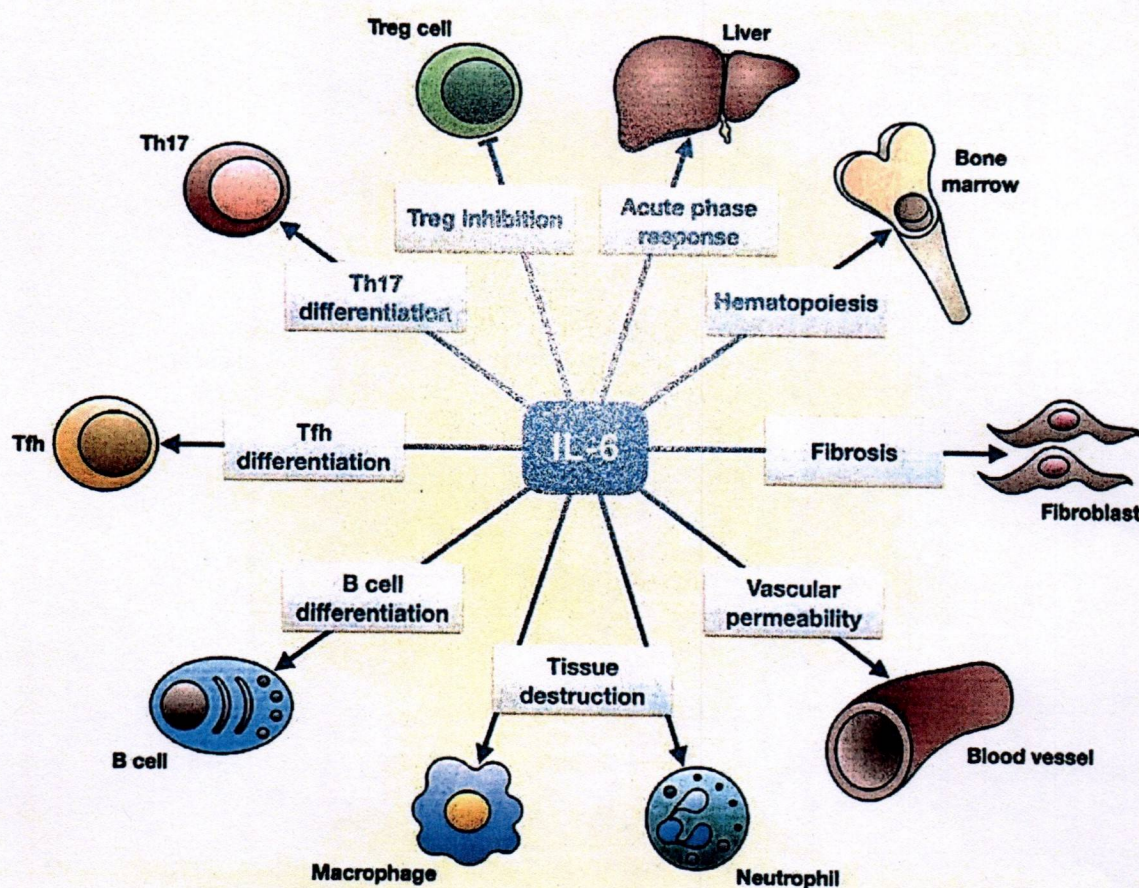 Treg cell
Liver
Th17
Bone
marrow
Treg inhibition
Acute phase
response
Th17
differentiation
Hematopoiesis
IL-6
Tfh
Tfh
differentiation
Fibrosis
Fibroblast
B cell
differentiation
Vascular
permeability
Tissue
destruction
B cell
Blood vessel
Macrophage
Neutrophil